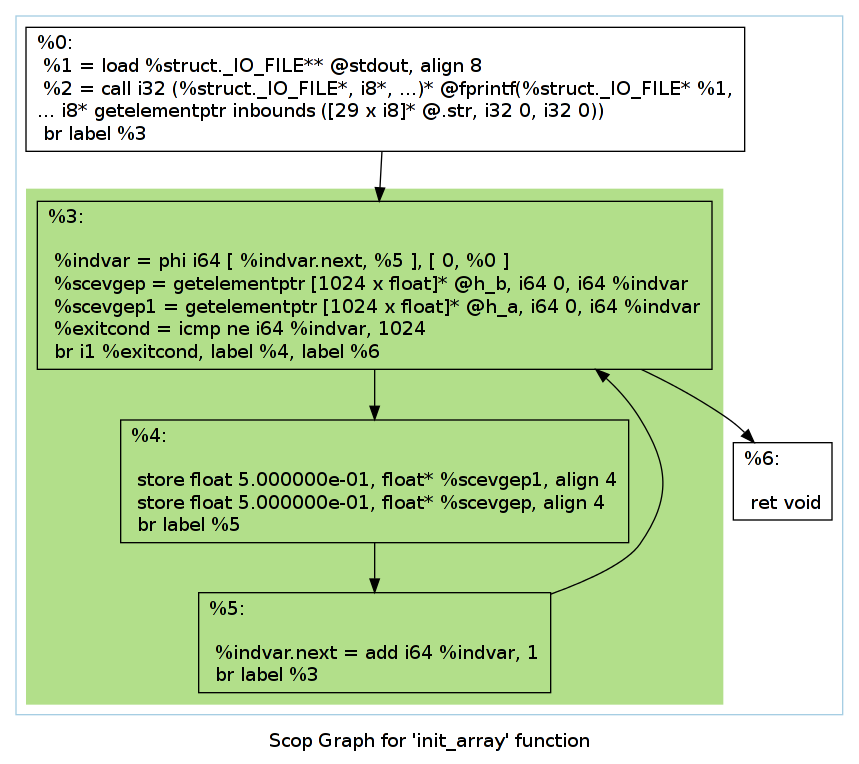 %0:
%1 = load %struct._IO_FILE** @stdout, align 8
%2 = call i32 (%struct._IO_FILE*, i8*, ...)* @fprintf(%struct._IO_FILE* %1,
... i8* getelementptr inbounds ([29 x i8]* @.str, i32 0, i32 0))
br label %3
%3:
%indvar = phi i64 [ %indvar.next, %5 ], [ 0, %0 ]
%scevgep = getelementptr [1024 x float]* @h_b, i64 0, i64 %indvar
%scevgep1 = getelementptr [1024 x float]* @h_a, i64 0, i64 %indvar
%exitcond = icmp ne i64 %indvar, 1024
br i1 %exitcond, label %4, label %6
%4:
store float 5.000000e-01, float* %scevgep1, align 4
store float 5.000000e-01, float* %scevgep, align 4
br label %5
%6:
ret void
%5:
%indvar.next = add i64 %indvar, 1
br label %3
Scop Graph for 'init_array' function